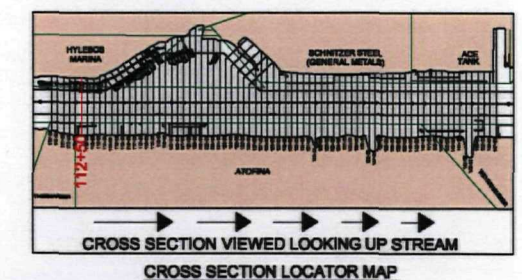 HYLEBOS
MARINA
SCHNITZER STEEL
(GENERAL METALS)
ACE
TANK
112+50
ATOFINA
CROSS SECTION VIEWED LOOKING UP STREAM
CROSS SECTION LOCATOR MAP